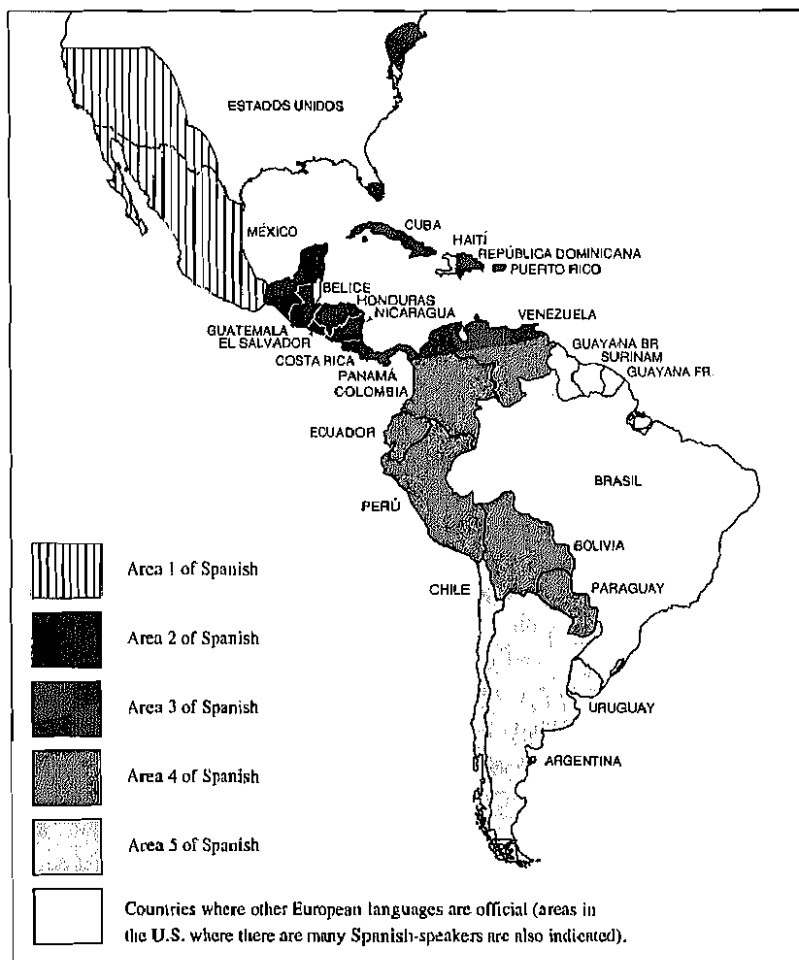 ESTADOS UNIDOS
MÉXICO
CUBA
HAITÍ
REPÚBLICA DOMINICANA
PUERTO RICO
BELICE
HONDURAS
NICARAGUA
GUATEMALA
EL SALVADOR
COSTA RICA
PANAMÁ
COLOMBIA
VENEZUELA
GUAYANA BR
SURINAM
GUAYANA FR.
ECUADOR
BRASIL
PERÚ
BOLIVIA
CHILE
PARAGUAY
URUGUAY
ARGENTINA
Area 1 of Spanish
Area 2 of Spanish
Area 3 of Spanish
Area 4 of Spanish
Area 5 of Spanish
Countries where other European languages are official (areas in
the U.S. where there are many Spanish-speakers are also indicated).